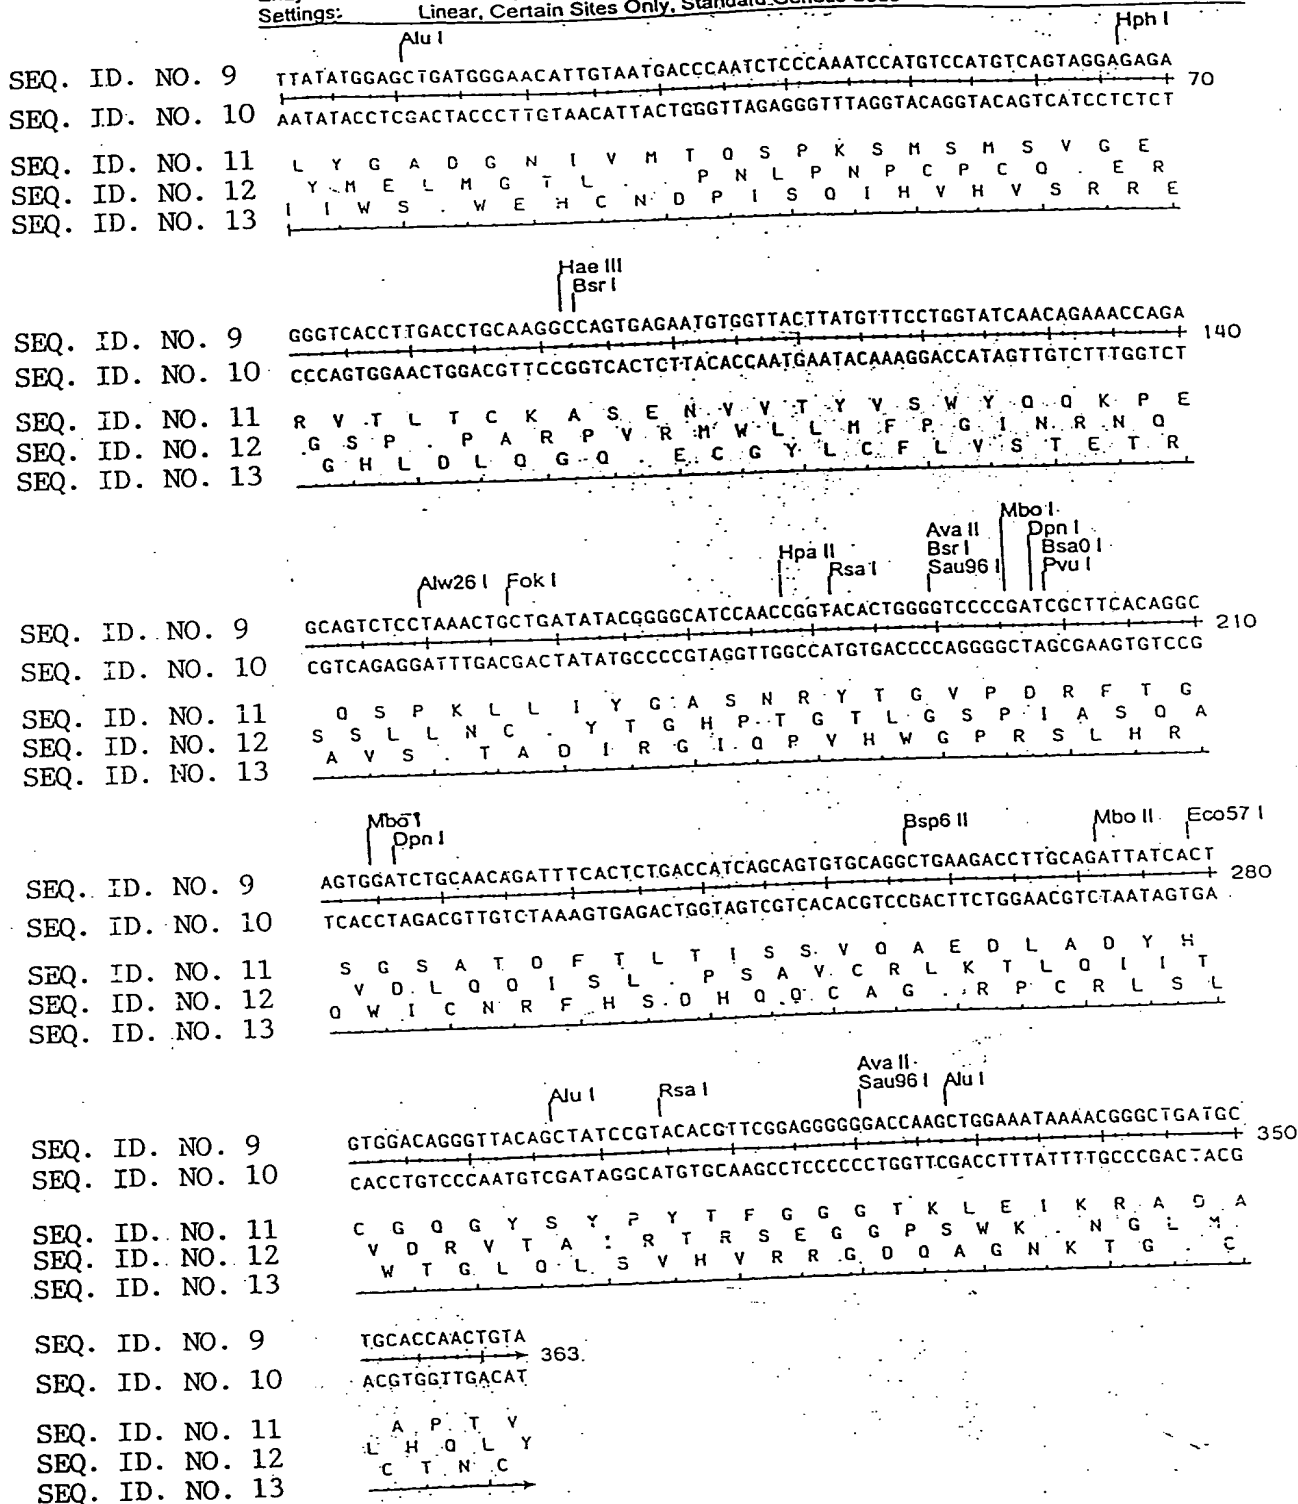 Settings: Linear, Certain Sites Only, Standard
Alu I Hph I
SEQ. ID. NO. 9 TTATATGGAGCTGATGGGAACATTGTAATGACCCAATCTCCCAAATCCATGTCCATGTCAGTAGGAGAGA 70
SEQ. ID. NO. 10 AATATACCTCGACTACCCTTGTAACATTACTGGGTTAGAGGGTTTAGGTACAGGTACAGTCATCCTCTCT
SEQ. ID. NO. 11 L Y G A D G N I V M T Q S P K S M S M S V G E
SEQ. ID. NO. 12 Y M E L M G T L . . P N L P N P C P C Q . E R
SEQ. ID. NO. 13 I I W S . W E H C N D P I S Q I H V H V S R R E
Hae III
Bsr I
SEQ. ID. NO. 9 GGGTCACCTTGACCTGCAAGGCCAGTGAGAATGTGGTTACTTATGTTTCCTGGTATCAACAGAAACCAGA 140
SEQ. ID. NO. 10 CCCAGTGGAACTGGACGTTCCGGTCACTCTTACACCAATGAATACAAAGGACCATAGTTGTCTTTGGTCT
SEQ. ID. NO. 11 R V T L T C K A S E N V V T Y V S W Y Q Q K P E
SEQ. ID. NO. 12 G S P . P A R P V R M W L L M F P G I N R N Q
SEQ. ID. NO. 13 G H L D L Q G Q . E C G Y L C F L V S T E T R
Mbo I
Ava II Dpn I
Hpa II Bsr I BsaO I
Alw26 I Fok I Rsa I Sau96 I Pvu I
SEQ. ID. NO. 9 GCAGTCTCCTAAACTGCTGATATACGGGGCATCCAACCGGTACACTGGGGTCCCCGATCGCTTCACAGGC 210
SEQ. ID. NO. 10 CGTCAGAGGATTTGACGACTATATGCCCCGTAGGTTGGCCATGTGACCCCAGGGGCTAGCGAAGTGTCCG
SEQ. ID. NO. 11 Q S P K L L I Y G A S N R Y T G V P D R F T G
SEQ. ID. NO. 12 S S L L N C . Y T G H P T G T L G S P I A S Q A
SEQ. ID. NO. 13 A V S . T A D I R G I Q P V H W G P R S L H R
Mbo I
Dpn I Bsp6 II Mbo II Eco57 I
SEQ. ID. NO. 9 AGTGGATCTGCAACAGATTTCACTCTGACCATCAGCAGTGTGCAGGCTGAAGACCTTGCAGATTATCACT 280
SEQ. ID. NO. 10 TCACCTAGACGTTGTCTAAAGTGAGACTGGTAGTCGTCACACGTCCGACTTCTGGAACGTCTAATAGTGA
SEQ. ID. NO. 11 S G S A T D F T L T I S S V Q A E D L A D Y H
SEQ. ID. NO. 12 V D L Q Q I S L . P S A V C R L K T L Q I I T
SEQ. ID. NO. 13 Q W I C N R F H S D H Q Q C A G . R P C R L S L
Ava II
Alu I Rsa I Sau96 I Alu I
SEQ. ID. NO. 9 GTGGACAGGGTTACAGCTATCCGTACACGTTCGGAGGGGGGACCAAGCTGGAAATAAAACGGGCTGATGC 350
SEQ. ID. NO. 10 CACCTGTCCCAATGTCGATAGGCATGTGCAAGCCTCCCCCCTGGTTCGACCTTTATTTTGCCCGACTACG
SEQ. ID. NO. 11 C G Q G Y S Y P Y T F G G G T K L E I K R A D A
SEQ. ID. NO. 12 V D R V T A I R T R S E G G P S W K . N G L M
SEQ. ID. NO. 13 W T G L Q L S V H V R R G D Q A G N K T G . C
SEQ. ID. NO. 9 TGCACCAACTGTA 363
SEQ. ID. NO. 10 ACGTGGTTGACAT
SEQ. ID. NO. 11 A P T V
SEQ. ID. NO. 12 L H Q L Y
SEQ. ID. NO. 13 C T N C